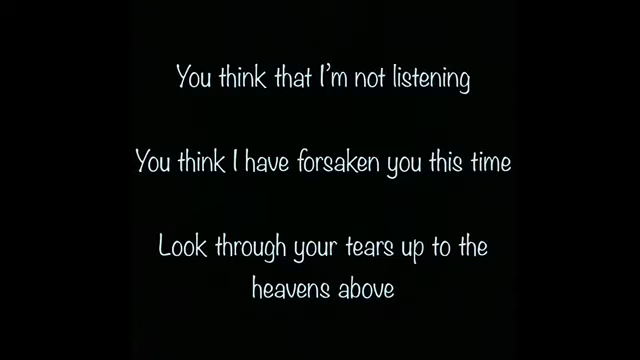 You think that I'm not listening
You think I have forsaken you this time
Look through your tears up to the
heavens above